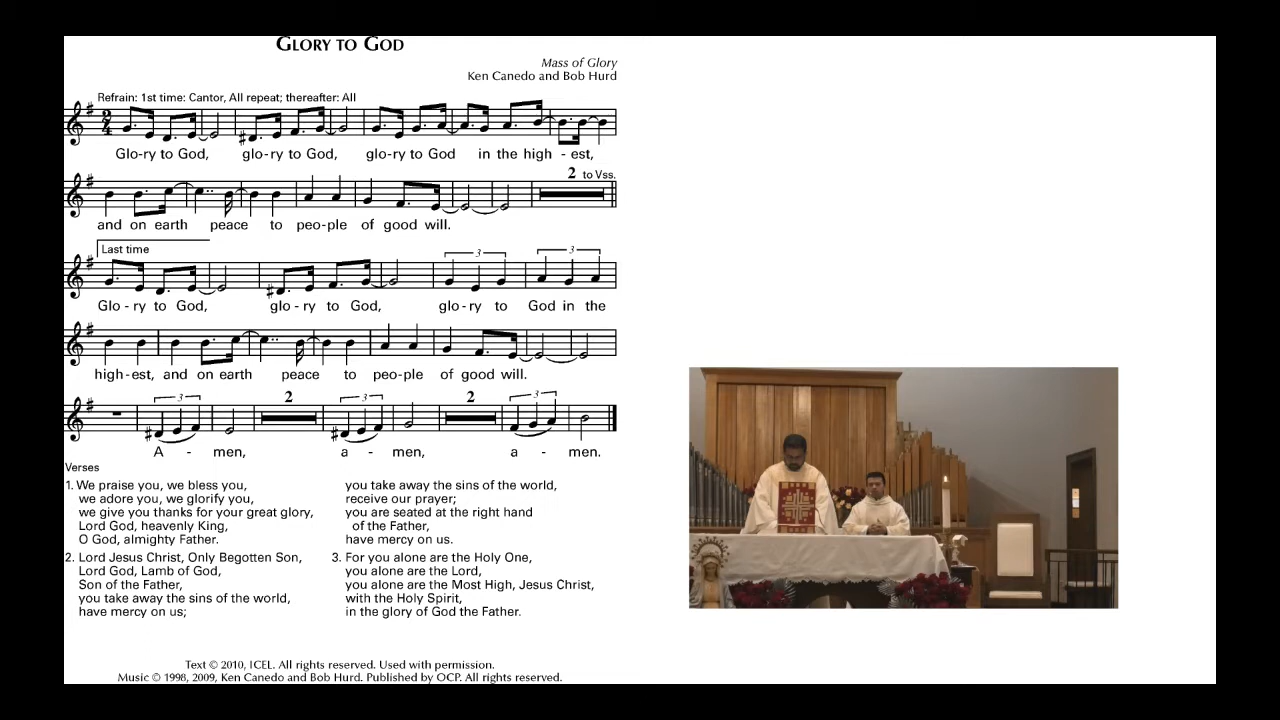 GLORY TO GOD
Mass of Glory
Ken Canedo and Bob Hurd
Refrain: 1st time: Cantor, All repeat; thereafter: All
2
4
Glo-ry to God, glo-ry to God, glo-ry to God in the high - est,
2 to Vss.
and on earth peace to peo-ple of good will.
Last time
3 3
Glo - ry to God, glo - ry to God, glo - ry to God in the
high-est, and on earth peace to peo-ple of good will.
3 2 3 2 3
A - men, a - men, a - men.
Verses
1. We praise you, we bless you,
we adore you, we glorify you,
we give you thanks for your great glory,
Lord God, heavenly King,
O God, almighty Father.
2. Lord Jesus Christ, Only Begotten Son,
Lord God, Lamb of God,
Son of the Father,
you take away the sins of the world,
have mercy on us;
you take away the sins of the world,
receive our prayer;
you are seated at the right hand
of the Father,
have mercy on us.
3. For you alone are the Holy One,
you alone are the Lord,
you alone are the Most High, Jesus Christ,
with the Holy Spirit,
in the glory of God the Father.
Text © 2010, ICEL. All rights reserved. Used with permission.
Music © 1998, 2009, Ken Canedo and Bob Hurd. Published by OCP. All rights reserved.